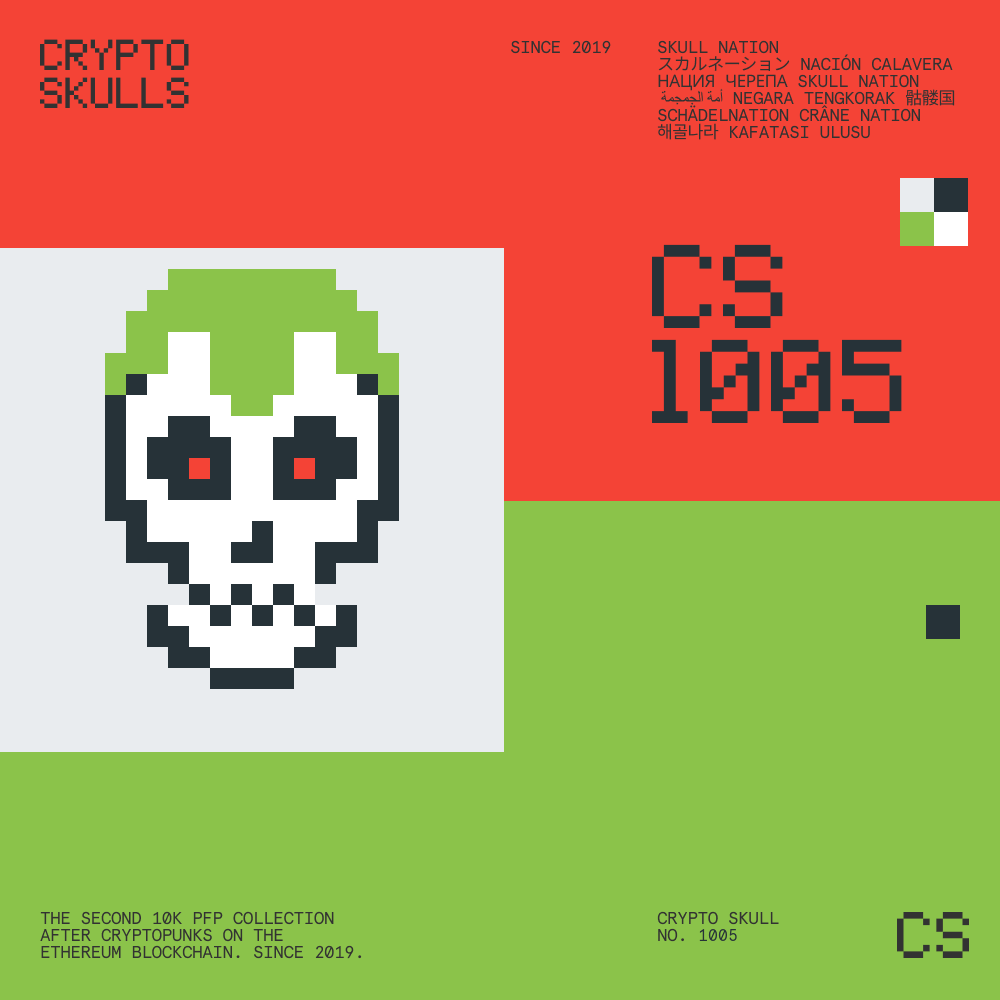 CRYPTO
SKULLS
SINCE 2019
SKULL NATION
スカルネーション NACIÓN CALAVERA
НАЦИЯ ЧЕРЕПА SKULL NATION
أمة الجمجمة NEGARA TENGKORAK 骷髅国
SCHÄDELNATION CRÂNE NATION
해골나라 KAFATASI ULUSU
CS
1005
THE SECOND 10K PFP COLLECTION
AFTER CRYPTOPUNKS ON THE
ETHEREUM BLOCKCHAIN. SINCE 2019.
CRYPTO SKULL
NO. 1005
CS